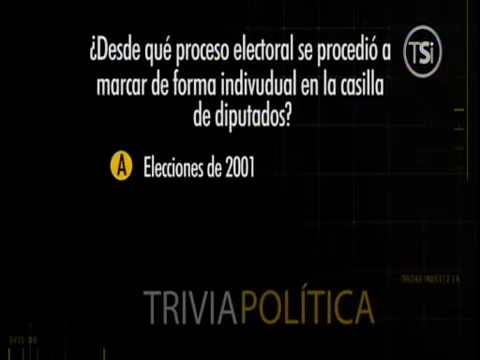 ¿Desde qué proceso electoral se procedió a
marcar de forma indivudual en la casilla
de diputados?
TSi
A Elecciones de 2001
TRIVIAPOLÍTICA